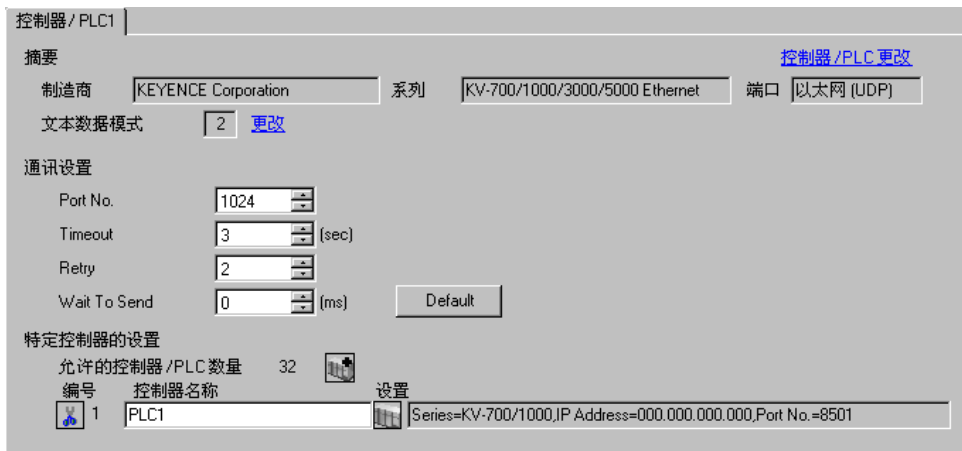 控制器/PLC1
摘要 控制器/PLC更改
制造商 KEYENCE Corporation 系列 KV-700/1000/3000/5000 Ethernet 端口 以太网 (UDP)
文本数据模式 2 更改
通讯设置
Port No. 1024
Timeout 3 (sec)
Retry 2
Wait To Send 0 (ms) Default
特定控制器的设置
允许的控制器/PLC数量 32
编号 控制器名称 设置
1 PLC1 Series=KV-700/1000,IP Address=000.000.000.000,Port No.=8501